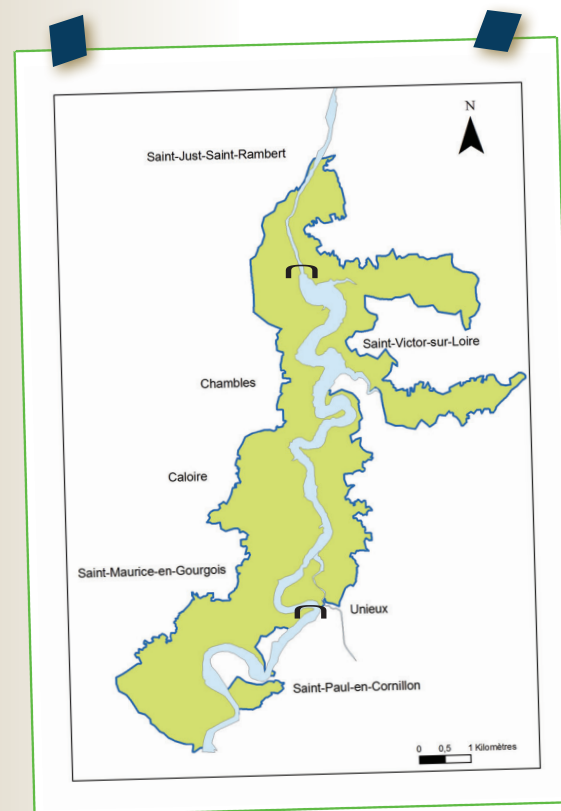 N
Saint-Just-Saint-Rambert
Saint-Victor-sur-Loire
Chambles
Caloire
Saint-Maurice-en-Gourgois
Unieux
Saint-Paul-en-Cornillon
0 0,5 1 Kilomètres